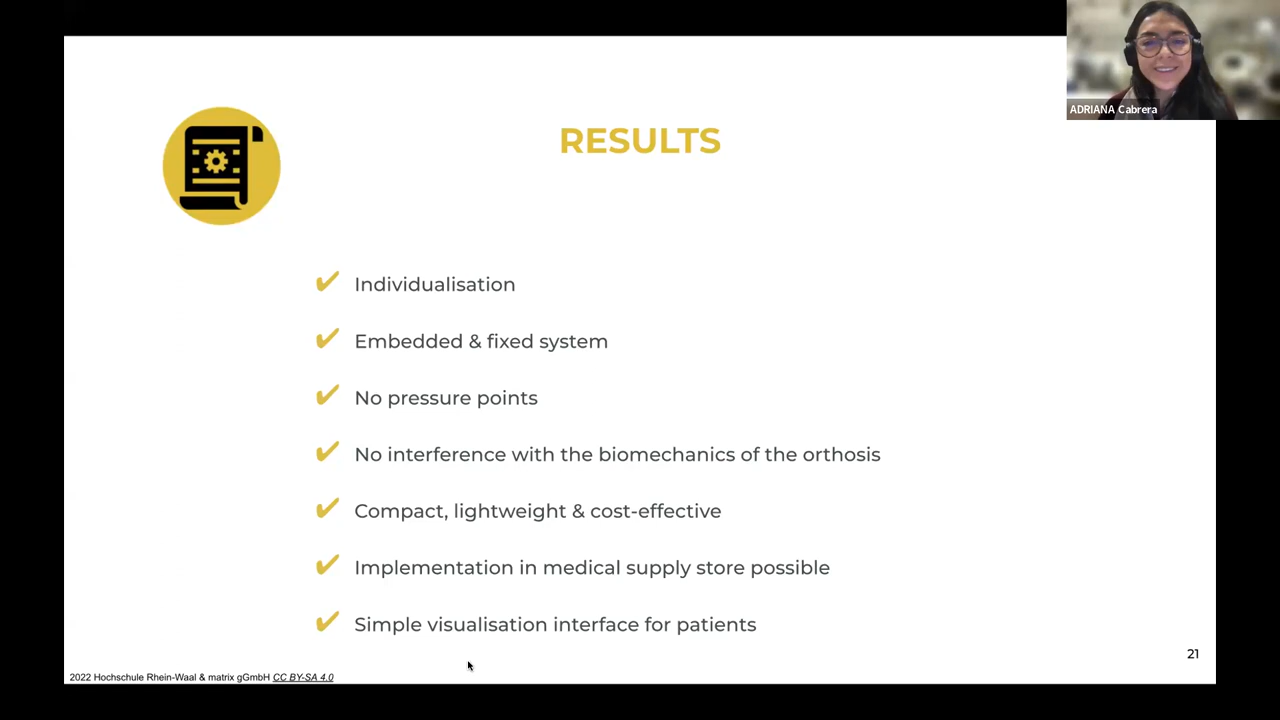 ADRIANA Cabrera
RESULTS
✔ Individualisation
✔ Embedded & fixed system
✔ No pressure points
✔ No interference with the biomechanics of the orthosis
✔ Compact, lightweight & cost-effective
✔ Implementation in medical supply store possible
✔ Simple visualisation interface for patients
21
2022 Hochschule Rhein-Waal & matrix gGmbH CC BY-SA 4.0